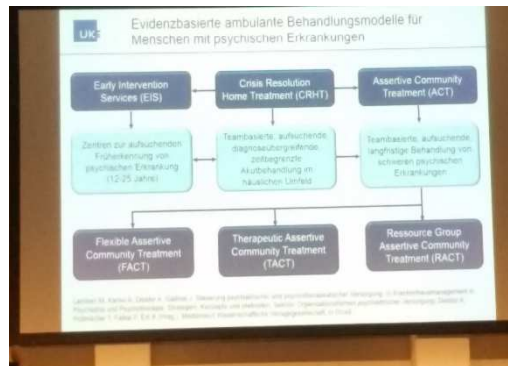 UKE
Evidenzbasierte ambulante Behandlungsmodelle für
Menschen mit psychischen Erkrankungen
Early Intervention
Services (EIS)
Crisis Resolution
Home Treatment (CRHT)
Assertive Community
Treatment (ACT)
Zentren zur aufsuchenden
Früherkennung von
psychischen Erkrankung
(12-25 Jahre)
Teambasierte, aufsuchende,
diagnoseübergreifende
zeitbegrenzte
Akutbehandlung im
häuslichen Umfeld
Teambasierte, aufsuchende,
langfristige Behandlung von
schweren psychischen
Erkrankungen
Flexible Assertive
Community Treatment
(FACT)
Therapeutic Assertive
Community Treatment
(TACT)
Ressource Group
Assertive Community
Treatment (RACT)